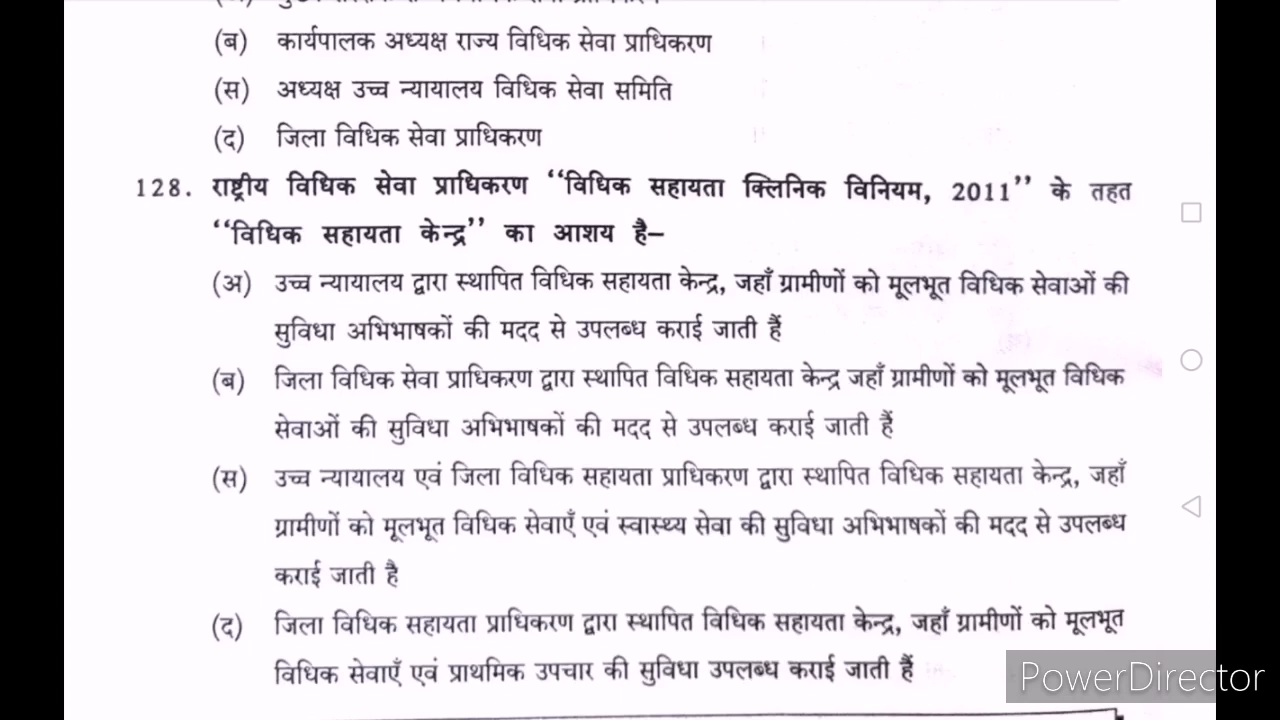 (ब) कार्यपालक अध्यक्ष राज्य विधिक सेवा प्राधिकरण
(स) अध्यक्ष उच्च न्यायालय विधिक सेवा समिति
(द) जिला विधिक सेवा प्राधिकरण
128. राष्ट्रीय विधिक सेवा प्राधिकरण ‘‘विधिक सहायता क्लिनिक विनियम, 2011’’ के तहत
‘‘विधिक सहायता केन्द्र’’ का आशय है–
(अ) उच्च न्यायालय द्वारा स्थापित विधिक सहायता केन्द्र, जहाँ ग्रामीणों को मूलभूत विधिक सेवाओं की
सुविधा अभिभाषकों की मदद से उपलब्ध कराई जाती हैं
(ब) जिला विधिक सेवा प्राधिकरण द्वारा स्थापित विधिक सहायता केन्द्र जहाँ ग्रामीणों को मूलभूत विधिक
सेवाओं की सुविधा अभिभाषकों की मदद से उपलब्ध कराई जाती हैं
(स) उच्च न्यायालय एवं जिला विधिक सहायता प्राधिकरण द्वारा स्थापित विधिक सहायता केन्द्र, जहाँ
ग्रामीणों को मूलभूत विधिक सेवाएँ एवं स्वास्थ्य सेवा की सुविधा अभिभाषकों की मदद से उपलब्ध
कराई जाती है
(द) जिला विधिक सहायता प्राधिकरण द्वारा स्थापित विधिक सहायता केन्द्र, जहाँ ग्रामीणों को मूलभूत
विधिक सेवाएँ एवं प्राथमिक उपचार की सुविधा उपलब्ध कराई जाती हैं
PowerDirector